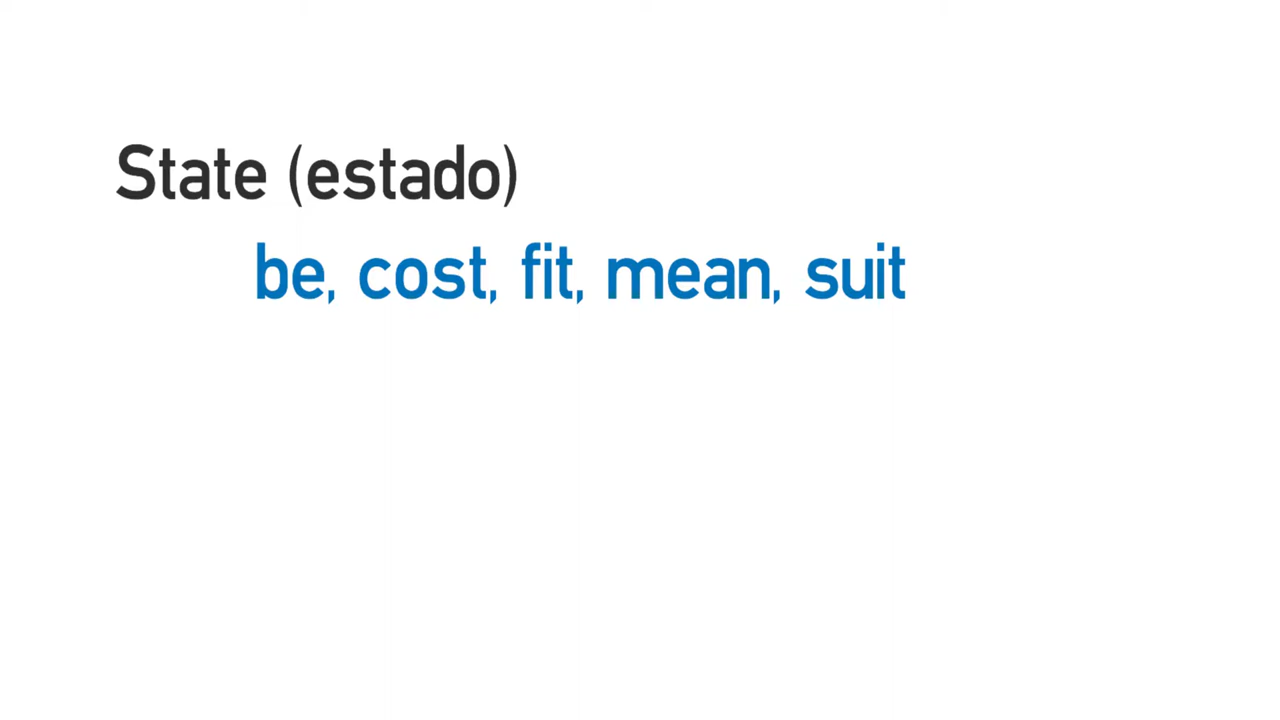 State (estado)
be, cost, fit, mean, suit